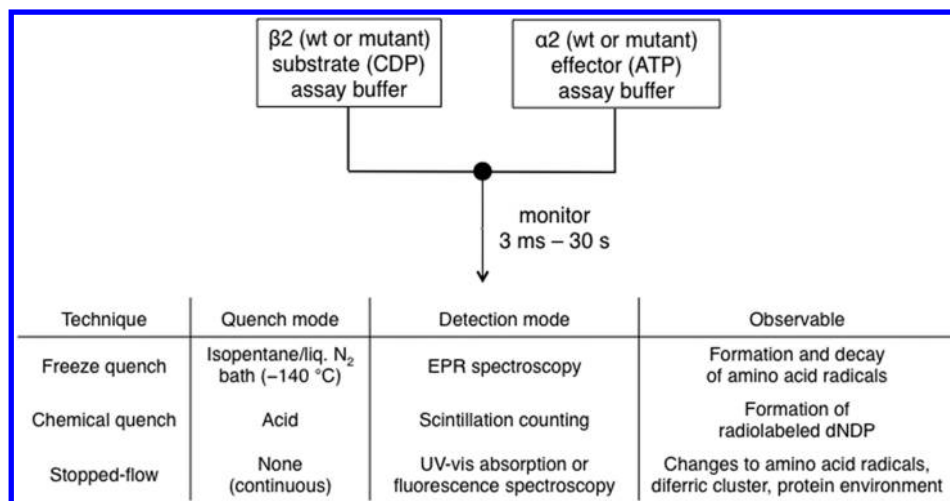 β2 (wt or mutant)
substrate (CDP)
assay buffer
α2 (wt or mutant)
effector (ATP)
assay buffer
monitor
3 ms – 30 s
Technique Quench mode Detection mode Observable
Freeze quench Isopentane/liq. N2 bath (–140 °C) EPR spectroscopy Formation and decay of amino acid radicals
Chemical quench Acid Scintillation counting Formation of radiolabeled dNDP
Stopped-flow None (continuous) UV-vis absorption or fluorescence spectroscopy Changes to amino acid radicals, diferric cluster, protein environment